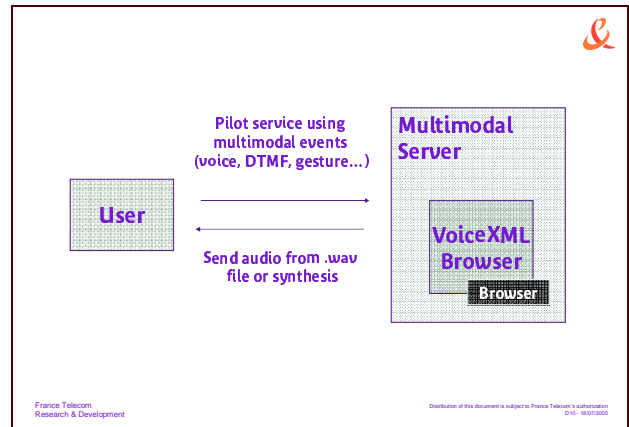 Pilot service using
multimodal events
(voice, DTMF, gesture...)
Multimodal
Server
User
VoiceXML
Browser
Send audio from .wav
file or synthesis
Browser
France Telecom
Research & Development
Distribution of this document is subject to France Telecom's authorization
D10 - 18/07/2005